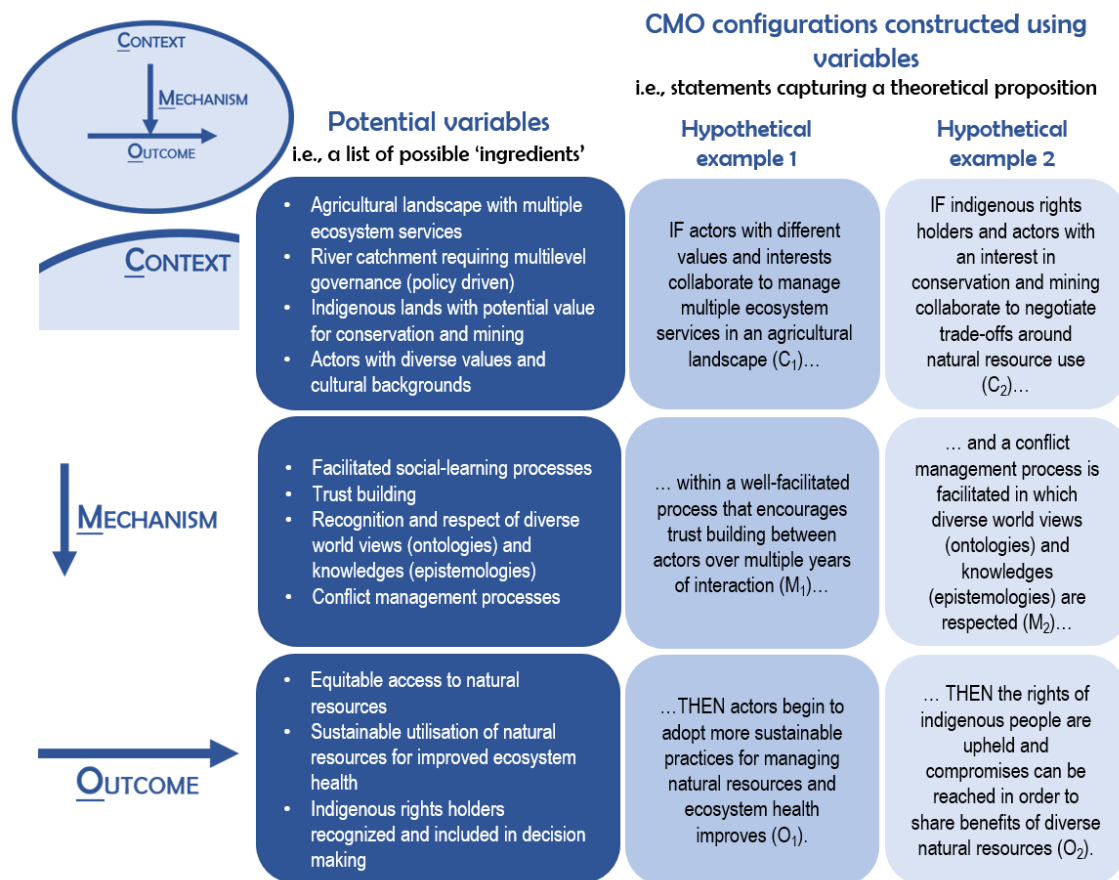 CONTEXT
MECHANISM
OUTCOME
CMO configurations constructed using
variables
i.e., statements capturing a theoretical proposition
Potential variables
i.e., a list of possible ‘ingredients’
Hypothetical
example 1
Hypothetical
example 2
CONTEXT
• Agricultural landscape with multiple
ecosystem services
• River catchment requiring multilevel
governance (policy driven)
• Indigenous lands with potential value
for conservation and mining
• Actors with diverse values and
cultural backgrounds
IF actors with different
values and interests
collaborate to manage
multiple ecosystem
services in an agricultural
landscape (C₁)…
IF indigenous rights
holders and actors with
an interest in
conservation and mining
collaborate to negotiate
trade-offs around
natural resource use
(C₂)…
MECHANISM
• Facilitated social-learning processes
• Trust building
• Recognition and respect of diverse
world views (ontologies) and
knowledges (epistemologies)
• Conflict management processes
… within a well-facilitated
process that encourages
trust building between
actors over multiple years
of interaction (M₁)…
… and a conflict
management process is
facilitated in which
diverse world views
(ontologies) and
knowledges
(epistemologies) are
respected (M₂)…
OUTCOME
• Equitable access to natural
resources
• Sustainable utilisation of natural
resources for improved ecosystem
health
• Indigenous rights holders
recognized and included in decision
making
…THEN actors begin to
adopt more sustainable
practices for managing
natural resources and
ecosystem health
improves (O₁).
… THEN the rights of
indigenous people are
upheld and
compromises can be
reached in order to
share benefits of diverse
natural resources (O₂).